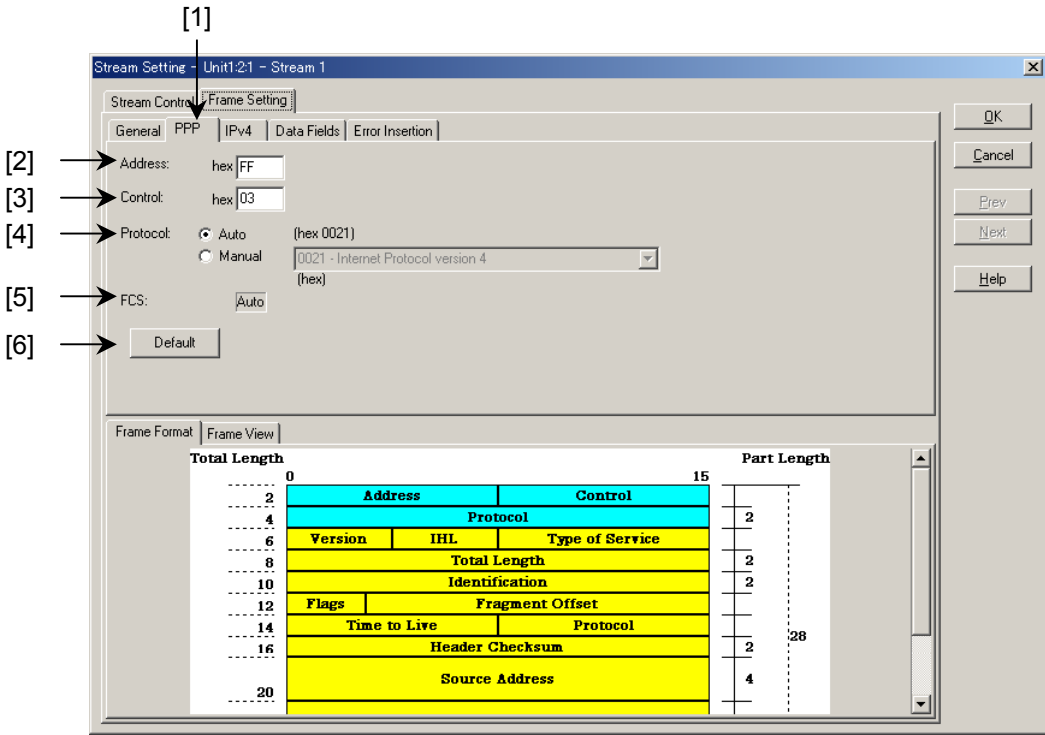 [1]
Stream Setting - Unit1:2:1 - Stream 1
Stream Control Frame Setting
OK
General PPP IPv4 Data Fields Error Insertion
[2] Address: hex FF
Cancel
[3] Control: hex 03
Prev
[4] Protocol: Auto (hex 0021)
Next
Manual 0021 - Internet Protocol version 4
(hex)
Help
[5] FCS: Auto
[6] Default
Frame Format Frame View
Total Length Part Length
0 15
2 Address Control
4 Protocol 2
6 Version IHL Type of Service
8 Total Length 2
10 Identification 2
12 Flags Fragment Offset
14 Time to Live Protocol
28
16 Header Checksum 2
Source Address 4
20